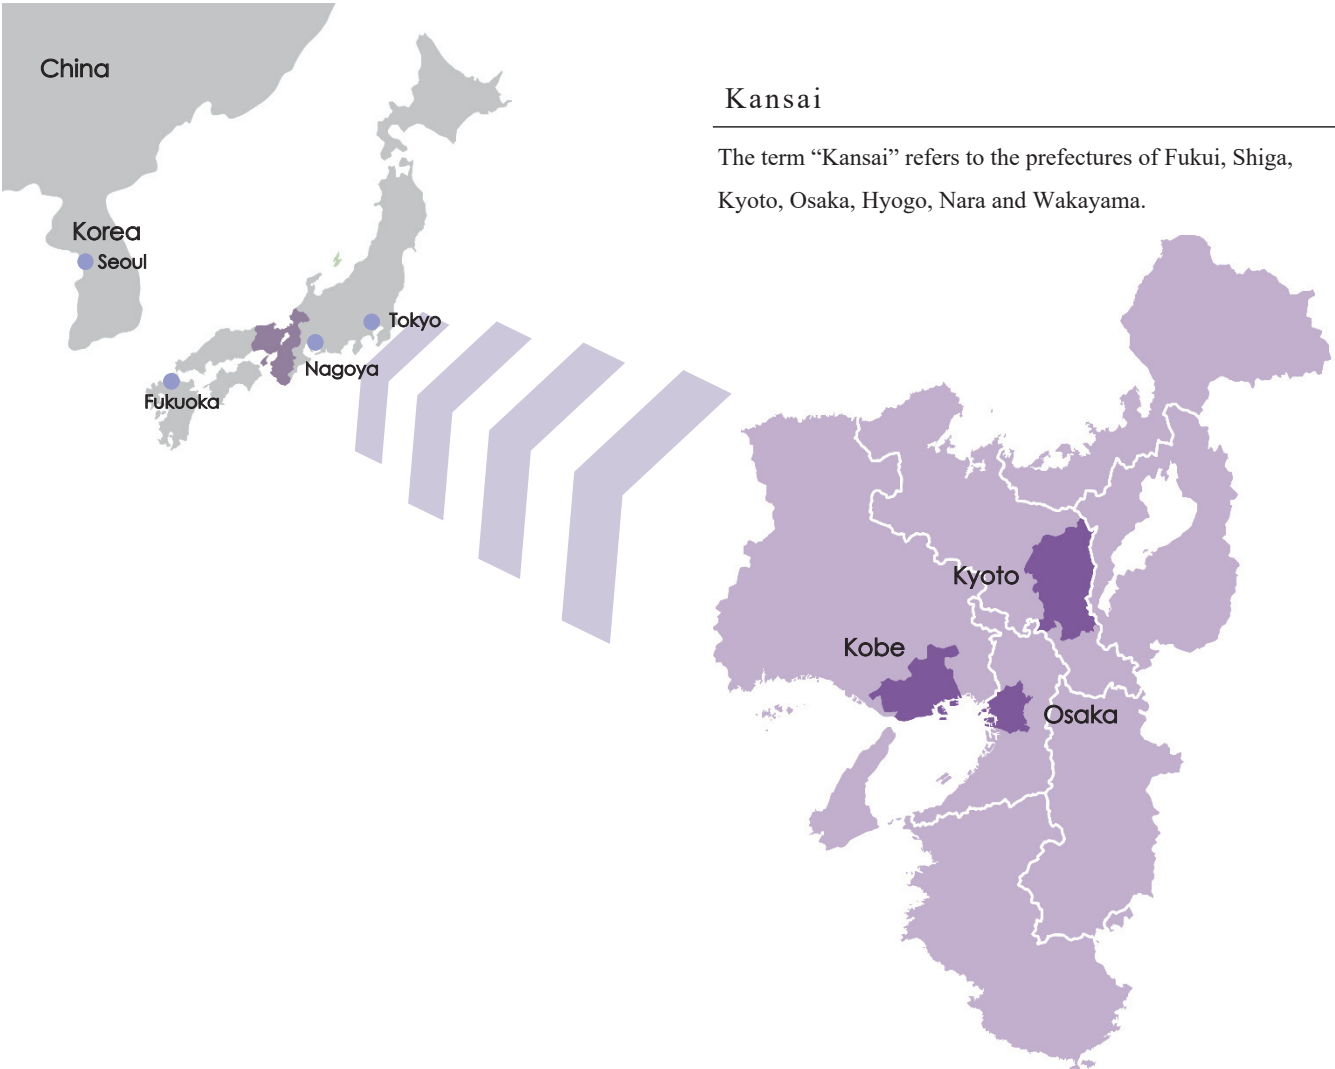 China
Korea
Seoul
Tokyo
Nagoya
Fukuoka
Kansai
The term “Kansai” refers to the prefectures of Fukui, Shiga,
Kyoto, Osaka, Hyogo, Nara and Wakayama.
Kyoto
Kobe
Osaka